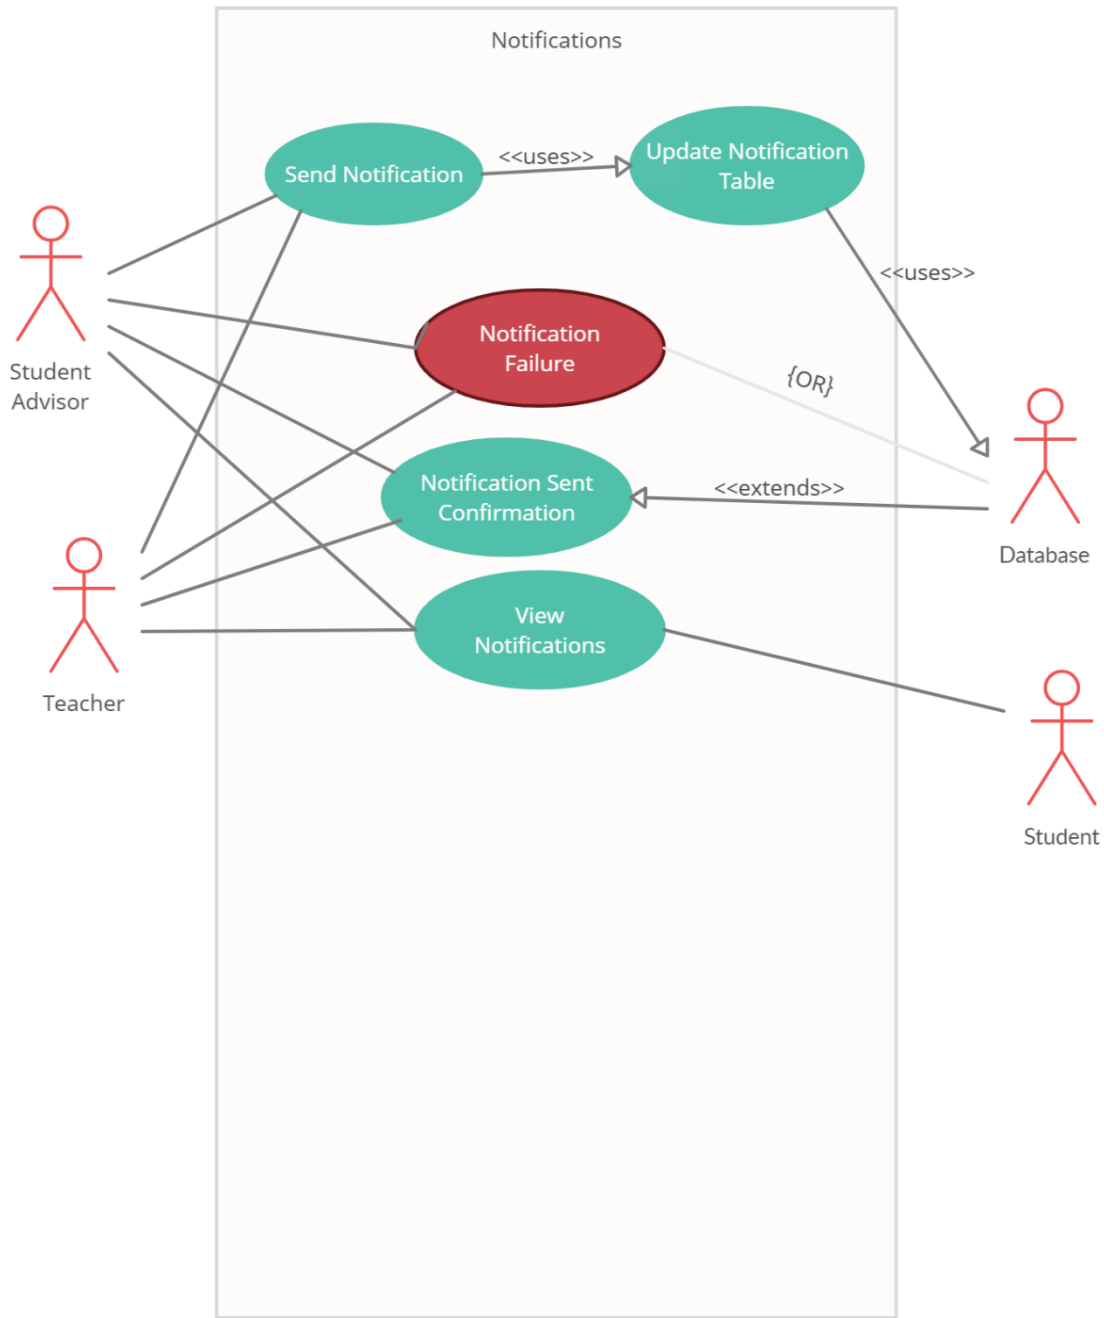 Notifications
Send Notification
<<uses>>
Update Notification
Table
<<uses>>
Student
Advisor
Notification
Failure
{OR}
Notification Sent
Confirmation
<<extends>>
Database
View
Notifications
Teacher
Student